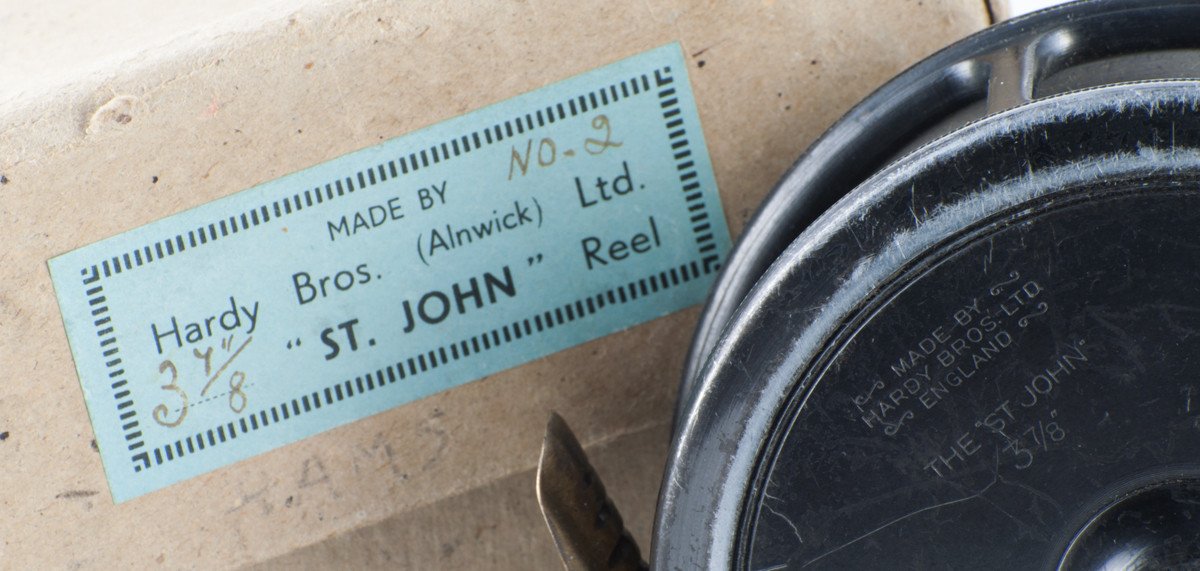 NO-2
MADE BY
Hardy Bros. (Alnwick) Ltd.
"ST. JOHN" Reel
3 7/8"
MADE·BY
HARDY BROS·LTD
ENGLAND
THE "ST JOHN"
3 7/8"